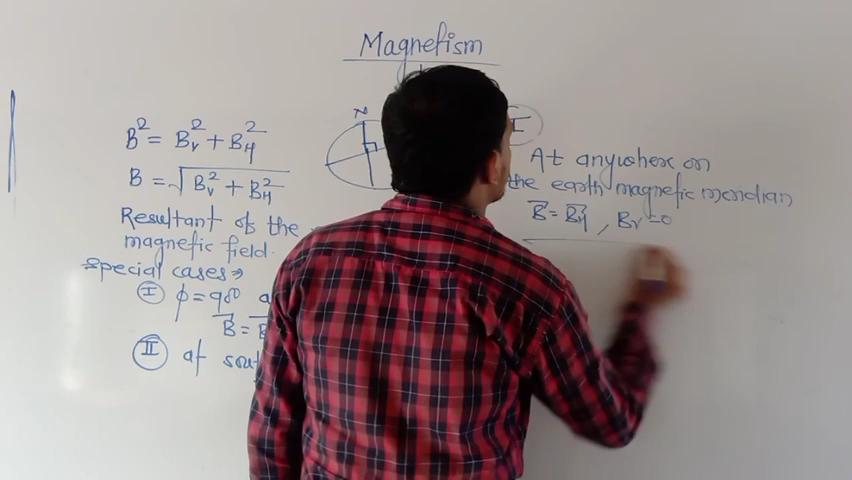 Magnetism
N
B² = Bv² + BH²
B = √Bv² + BH²
Resultant of the
magnetic field.
Special cases ⇒
I φ = 90°
B⃗ = B
II at sout
I
At anywhere on
the earth magnetic meridian
B⃗ = B⃗H , Bv = 0